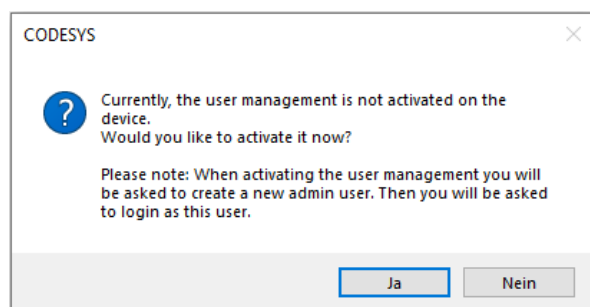 CODESYS
Currently, the user management is not activated on the
device.
Would you like to activate it now?
Please note: When activating the user management you will
be asked to create a new admin user. Then you will be asked
to login as this user.
Ja
Nein